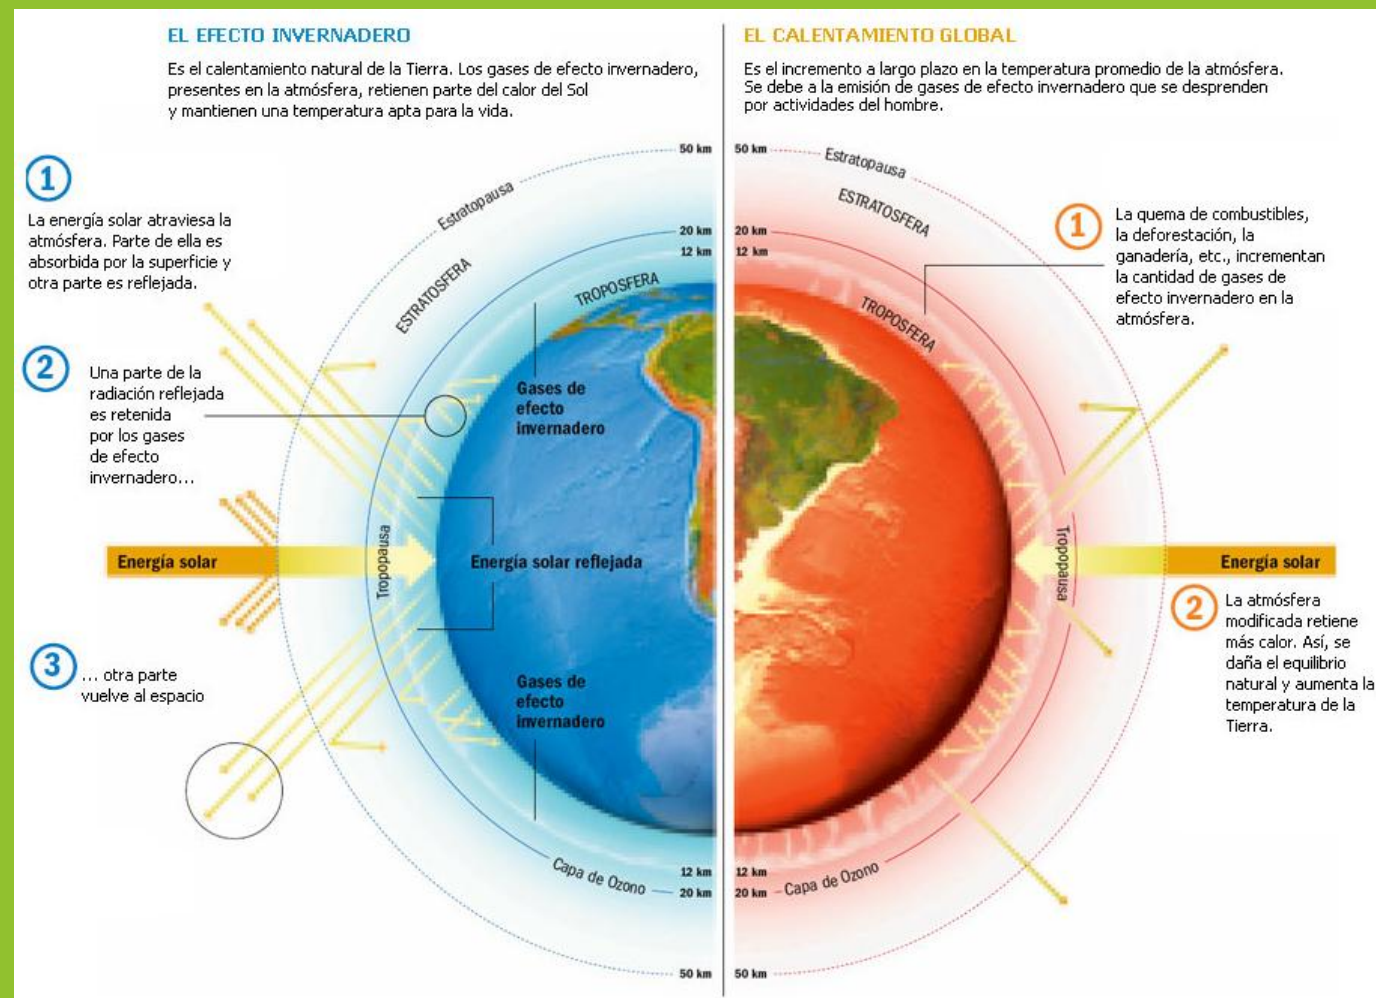 EL EFECTO INVERNADERO
Es el calentamiento natural de la Tierra. Los gases de efecto invernadero,
presentes en la atmósfera, retienen parte del calor del Sol
y mantienen una temperatura apta para la vida.
50 km
Estratopausa
ESTRATOSFERA
20 km
12 km
TROPOSFERA
1
La energía solar atraviesa la
atmósfera. Parte de ella es
absorbida por la superficie y
otra parte es reflejada.
2
Una parte de la
radiación reflejada
es retenida
por los gases
de efecto
invernadero...
Gases de
efecto
invernadero
Tropopausa
Energía solar
Energía solar reflejada
3
... otra parte
vuelve al espacio
Gases de
efecto
invernadero
Capa de Ozono
12 km
20 km
50 km
EL CALENTAMIENTO GLOBAL
Es el incremento a largo plazo en la temperatura promedio de la atmósfera.
Se debe a la emisión de gases de efecto invernadero que se desprenden
por actividades del hombre.
50 km
Estratopausa
ESTRATOSFERA
20 km
12 km
TROPOSFERA
1
La quema de combustibles,
la deforestación, la
ganadería, etc., incrementan
la cantidad de gases de
efecto invernadero en la
atmósfera.
Tropopausa
Energía solar
2
La atmósfera
modificada retiene
más calor. Así, se
daña el equilibrio
natural y aumenta la
temperatura de la
Tierra.
12 km
20 km
Capa de Ozono
50 km